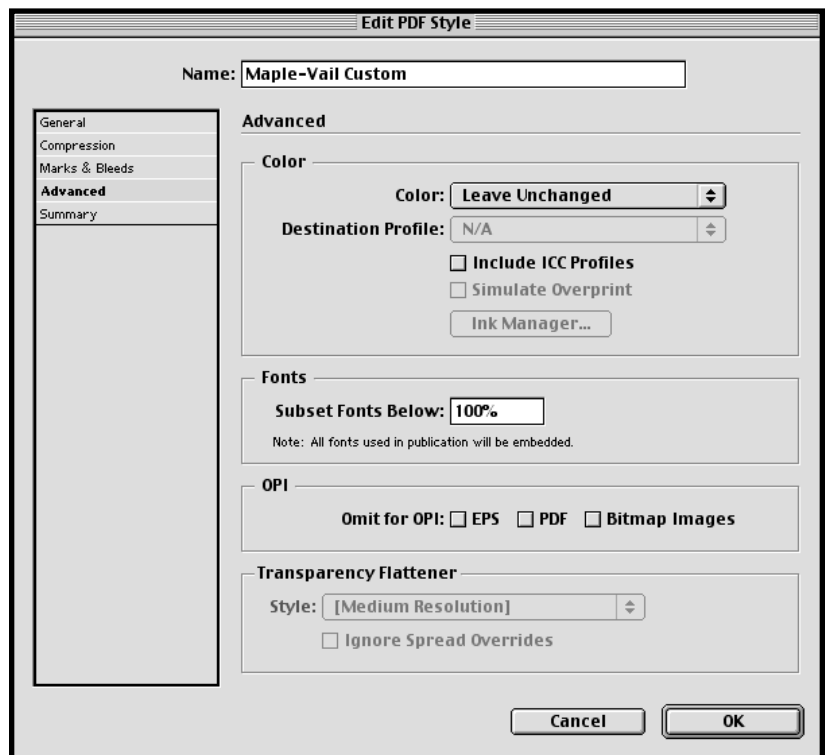 Edit PDF Style
Name: Maple-Vail Custom
General
Compression
Marks & Bleeds
Advanced
Summary
Advanced
Color
Color: Leave Unchanged
Destination Profile: N/A
Include ICC Profiles
Simulate Overprint
Ink Manager...
Fonts
Subset Fonts Below: 100%
Note: All fonts used in publication will be embedded.
OPI
Omit for OPI: EPS PDF Bitmap Images
Transparency Flattener
Style: [Medium Resolution]
Ignore Spread Overrides
Cancel OK